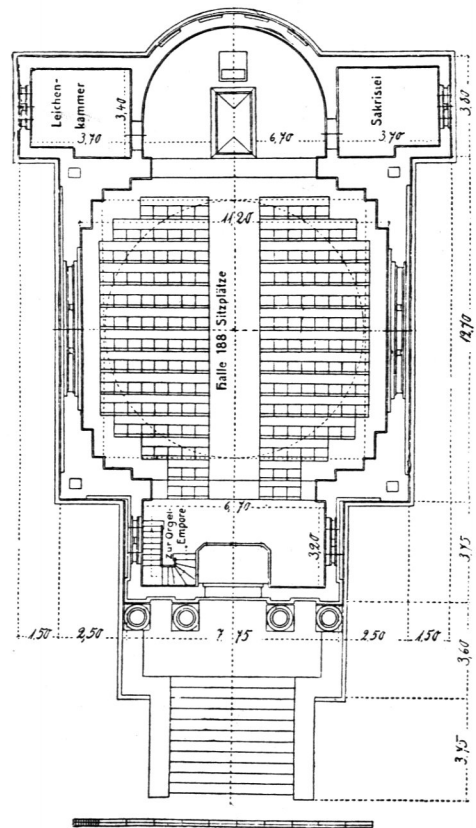 Leichen-
kammer
3,40
3,70
6,70
Sakristei
3,70
3,80
11,20
Halle 188 Sitzplätze
12,70
6,70
Zur Orgel
Empore
3,20
3,75
1,50 2,50 7,75 2,50 1,50
3,60
3,75